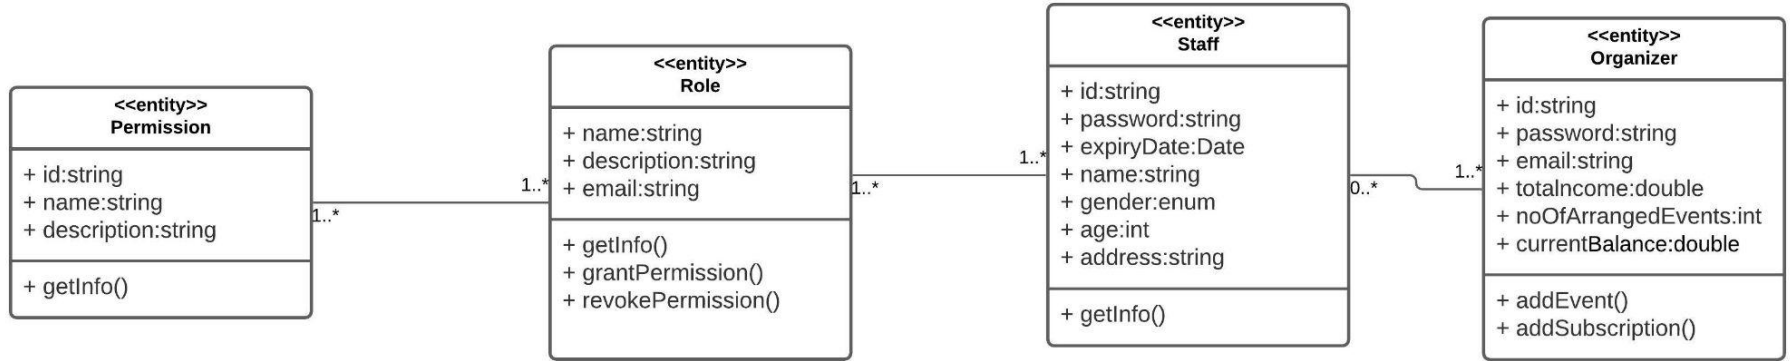 <<entity>>
Permission
+ id:string
+ name:string
+ description:string
+ getInfo()
1..*
1..*
<<entity>>
Role
+ name:string
+ description:string
+ email:string
+ getInfo()
+ grantPermission()
+ revokePermission()
1..*
1..*
<<entity>>
Staff
+ id:string
+ password:string
+ expiryDate:Date
+ name:string
+ gender:enum
+ age:int
+ address:string
+ getInfo()
0..*
1..*
<<entity>>
Organizer
+ id:string
+ password:string
+ email:string
+ totalncome:double
+ noOfArrangedEvents:int
+ currentBalance:double
+ addEvent()
+ addSubscription()